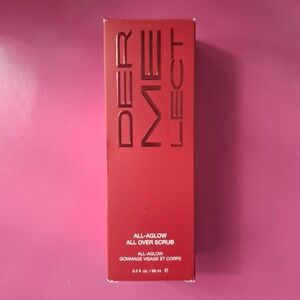 DER
ME
LECT
ALL-AGLOW
ALL OVER SCRUB
ALL-AGLOW
GOMMAGE VISAGE ET CORPS